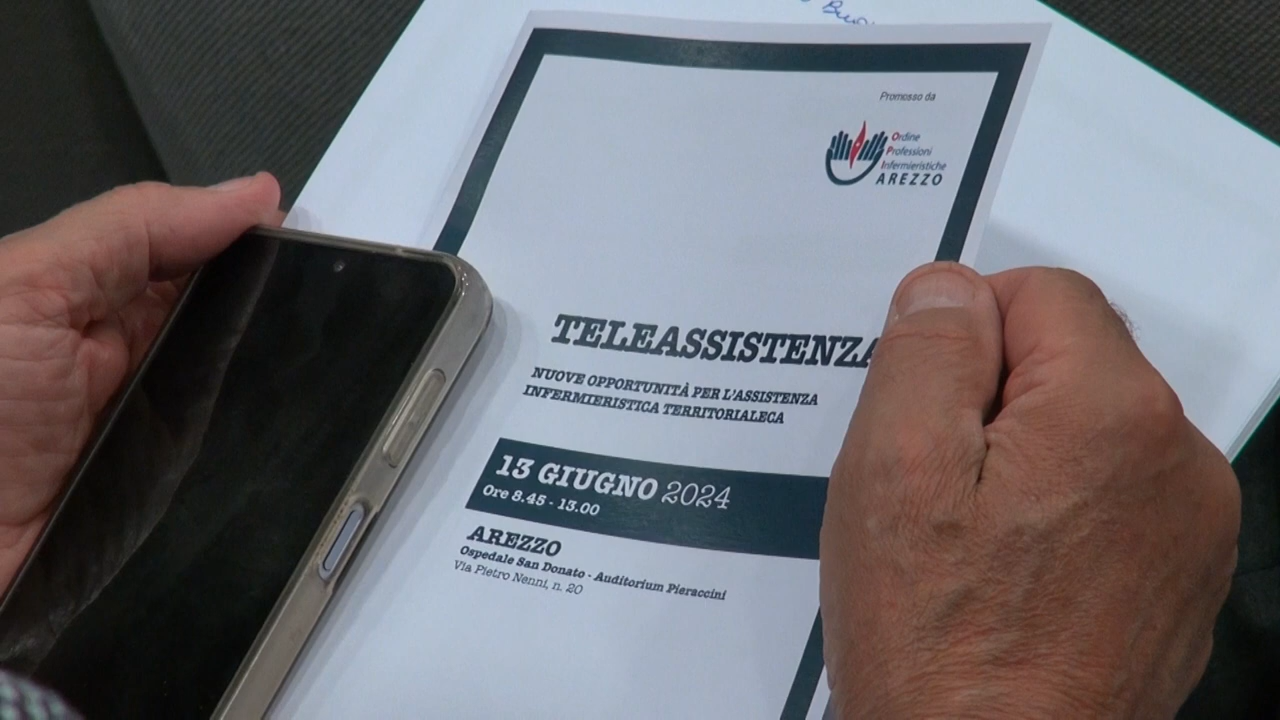 Promosso da
Ordine
Professioni
Infermieristiche
AREZZO
TELEASSISTENZA
NUOVE OPPORTUNITÀ PER L'ASSISTENZA
INFERMIERISTICA TERRITORIALECA
13 GIUGNO 2024
Ore 8.45 - 13.00
AREZZO
Ospedale San Donato - Auditorium Pieraccini
Via Pietro Nenni, n. 20